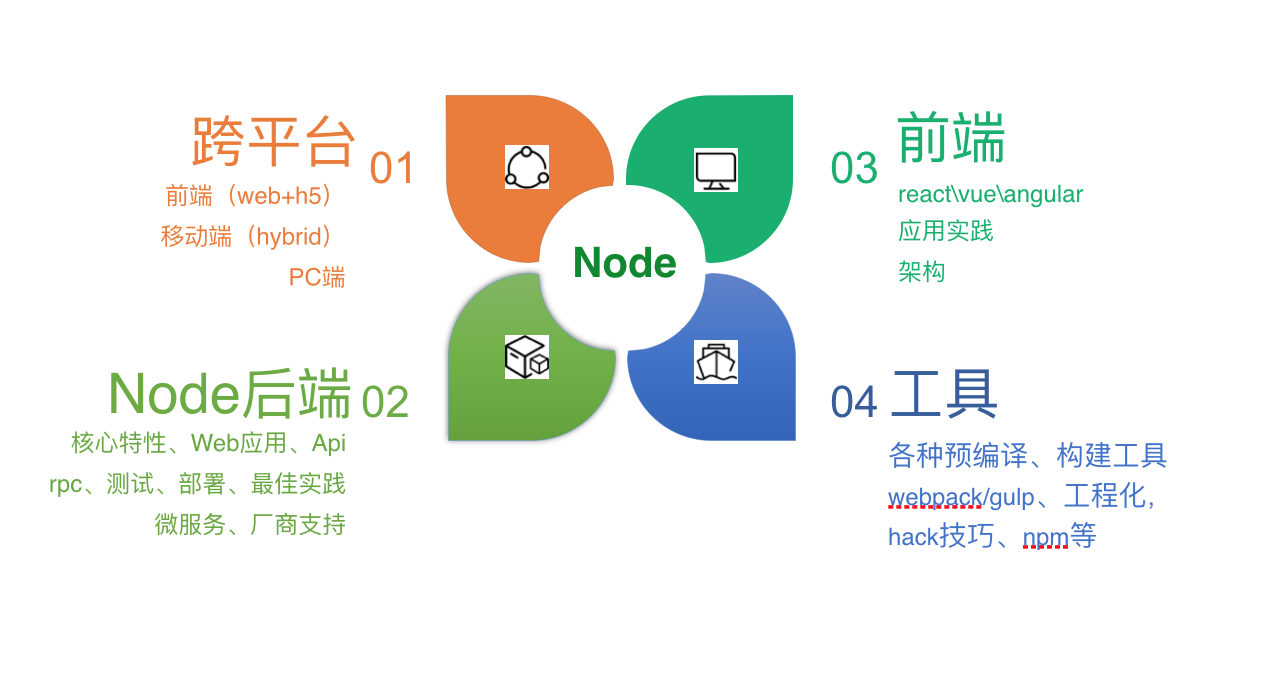 跨平台
01
前端（web+h5）
移动端（hybrid）
PC端
Node后端
02
核心特性、Web应用、Api
rpc、测试、部署、最佳实践
微服务、厂商支持
Node
03
前端
react\vue\angular
应用实践
架构
04
工具
各种预编译、构建工具
webpack/gulp、工程化,
hack技巧、npm等